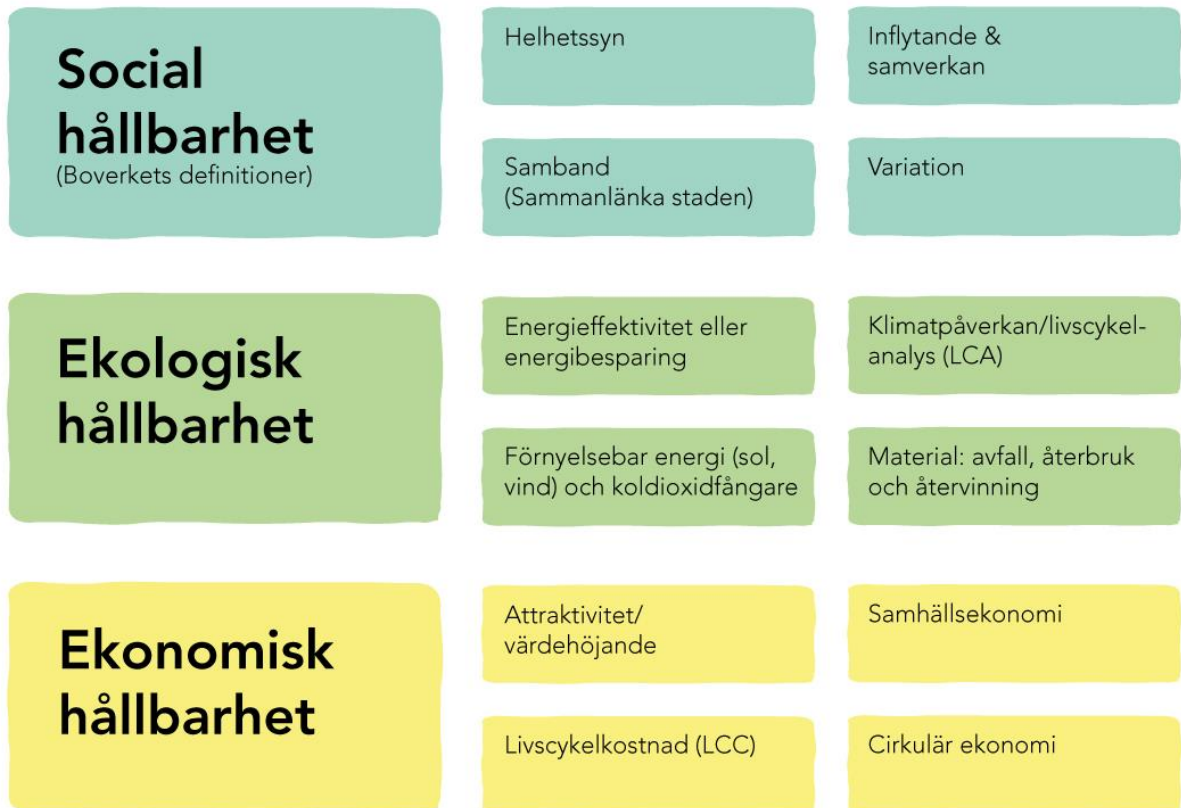 Social
hållbarhet
(Boverkets definitioner)
Helhetssyn
Inflytande &
samverkan
Samband
(Sammanlänka staden)
Variation
Ekologisk
hållbarhet
Energieffektivitet eller
energibesparing
Klimatpåverkan/livscykel-
analys (LCA)
Förnyelsebar energi (sol,
vind) och koldioxidfångare
Material: avfall, återbruk
och återvinning
Ekonomisk
hållbarhet
Attraktivitet/
värdehöjande
Samhällsekonomi
Livscykelkostnad (LCC)
Cirkulär ekonomi